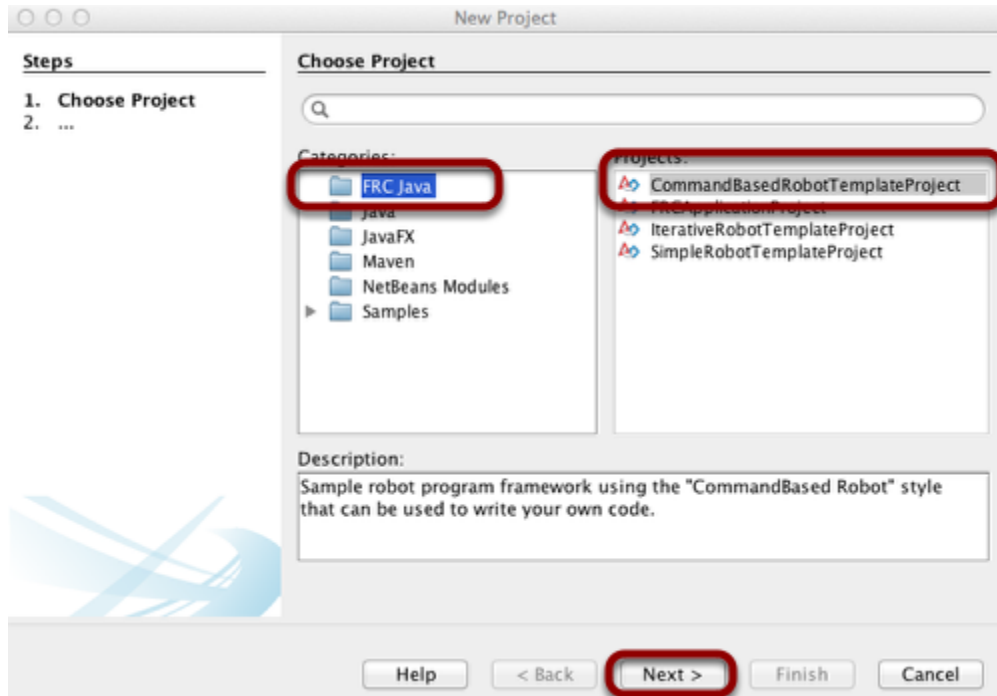 New Project
Steps
1. Choose Project
2. ...
Choose Project
Categories:
FRC Java
Java
JavaFX
Maven
NetBeans Modules
Samples
Projects:
CommandBasedRobotTemplateProject
FRCApplicationProject
IterativeRobotTemplateProject
SimpleRobotTemplateProject
Description:
Sample robot program framework using the "CommandBased Robot" style
that can be used to write your own code.
Help < Back Next > Finish Cancel